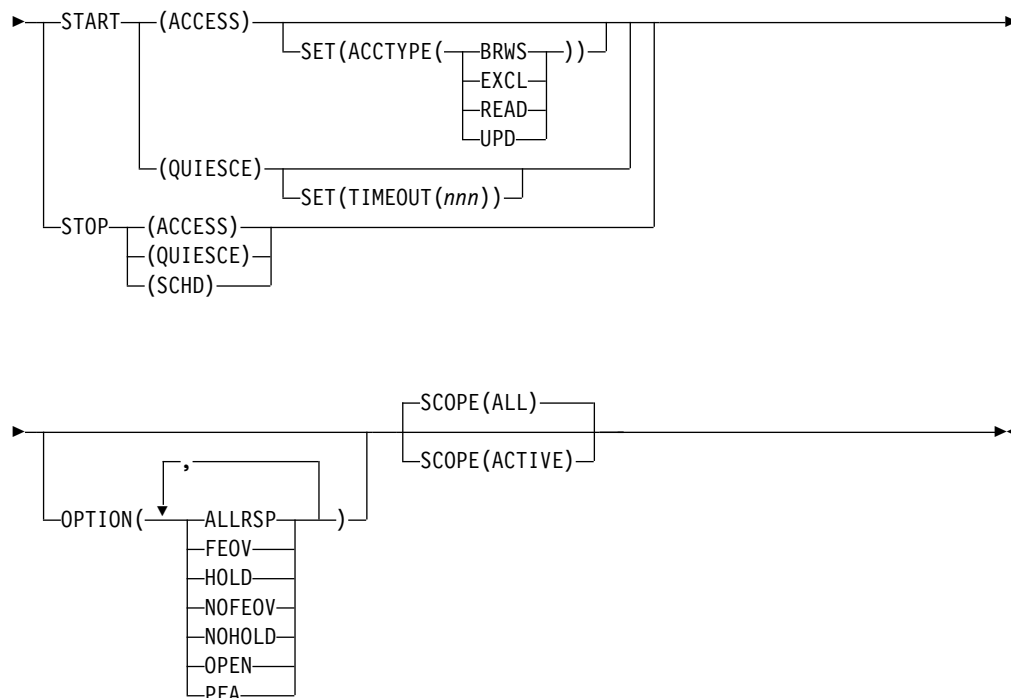 START (ACCESS)
SET(ACCTYPE( BRWS ))
EXCL
READ
UPD
(QUIESCE)
SET(TIMEOUT(nnn))
STOP (ACCESS)
(QUIESCE)
(SCHD)
SCOPE(ALL)
SCOPE(ACTIVE)
,
OPTION( ALLRSP )
FEOV
HOLD
NOFEOV
NOHOLD
OPEN
PFA